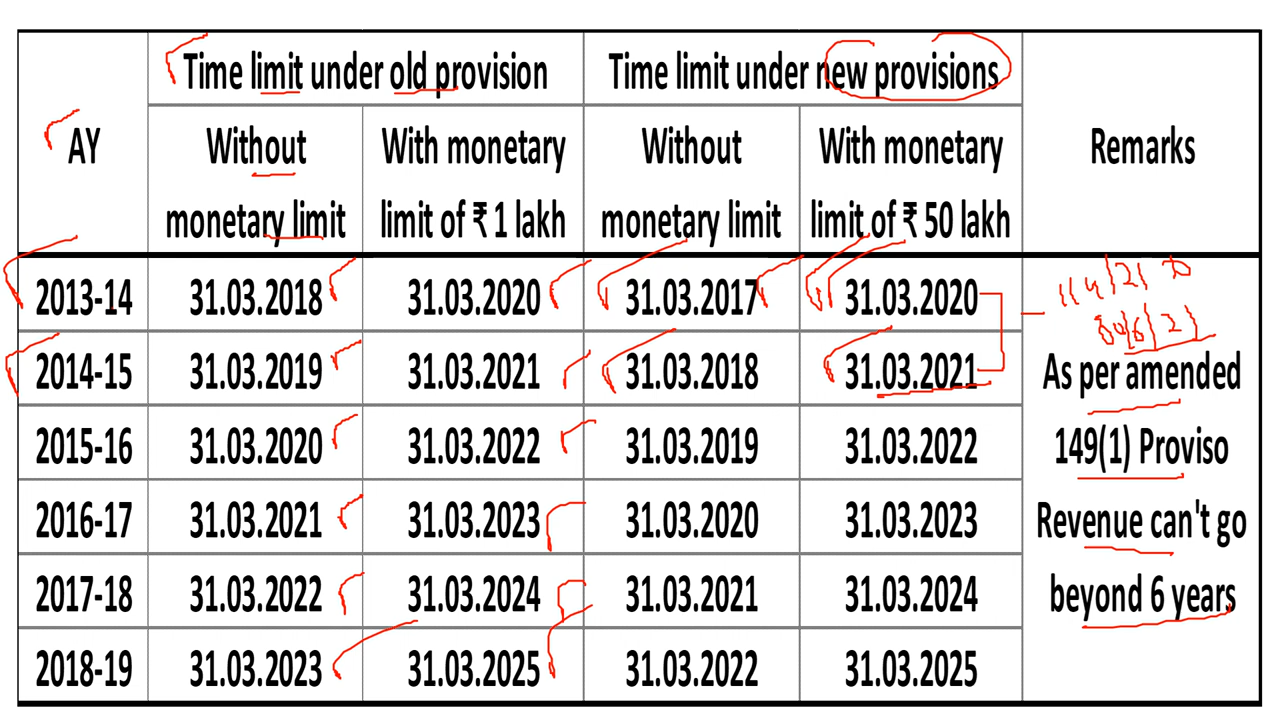 AY
Time limit under old provision
Time limit under new provisions
Remarks
Without
monetary limit
With monetary
limit of ₹ 1 lakh
Without
monetary limit
With monetary
limit of ₹ 50 lakh
2013-14 31.03.2018 31.03.2020 31.03.2017 31.03.2020
2014-15 31.03.2019 31.03.2021 31.03.2018 31.03.2021
2015-16 31.03.2020 31.03.2022 31.03.2019 31.03.2022
2016-17 31.03.2021 31.03.2023 31.03.2020 31.03.2023
2017-18 31.03.2022 31.03.2024 31.03.2021 31.03.2024
2018-19 31.03.2023 31.03.2025 31.03.2022 31.03.2025
1/4/21
30/6/21
As per amended
149(1) Proviso
Revenue can't go
beyond 6 years